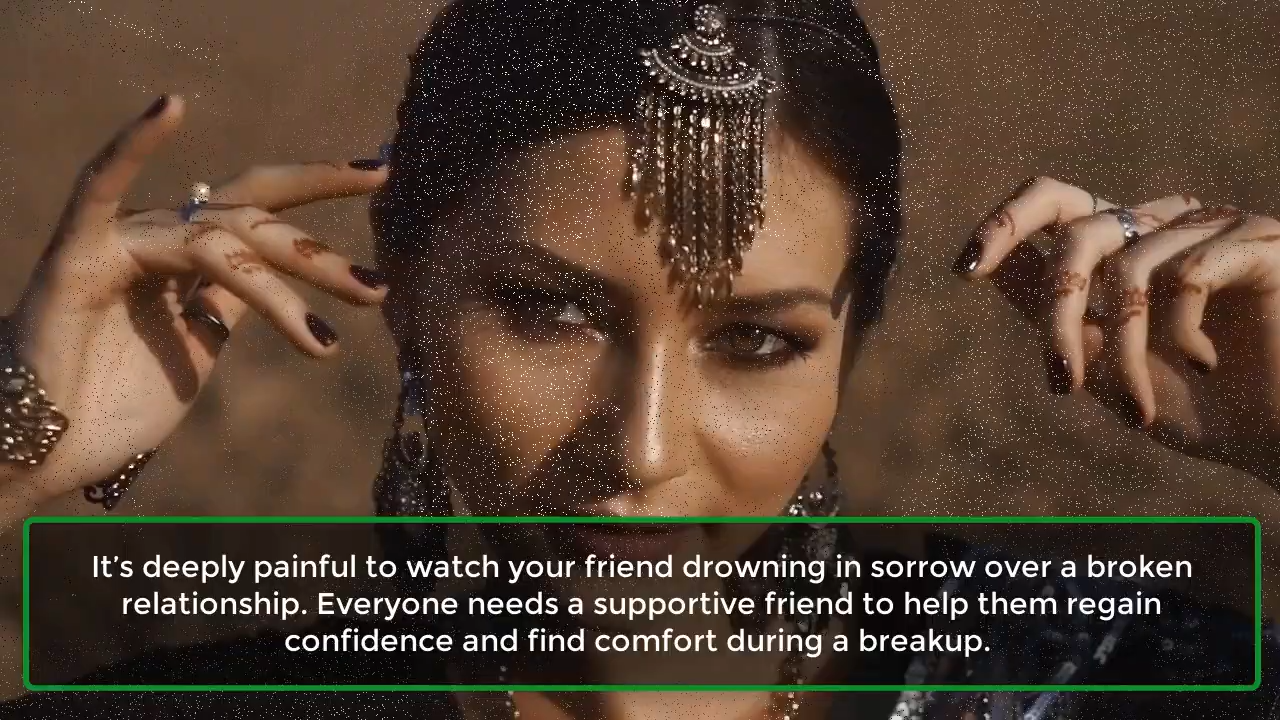 It’s deeply painful to watch your friend drowning in sorrow over a broken
relationship. Everyone needs a supportive friend to help them regain
confidence and find comfort during a breakup.